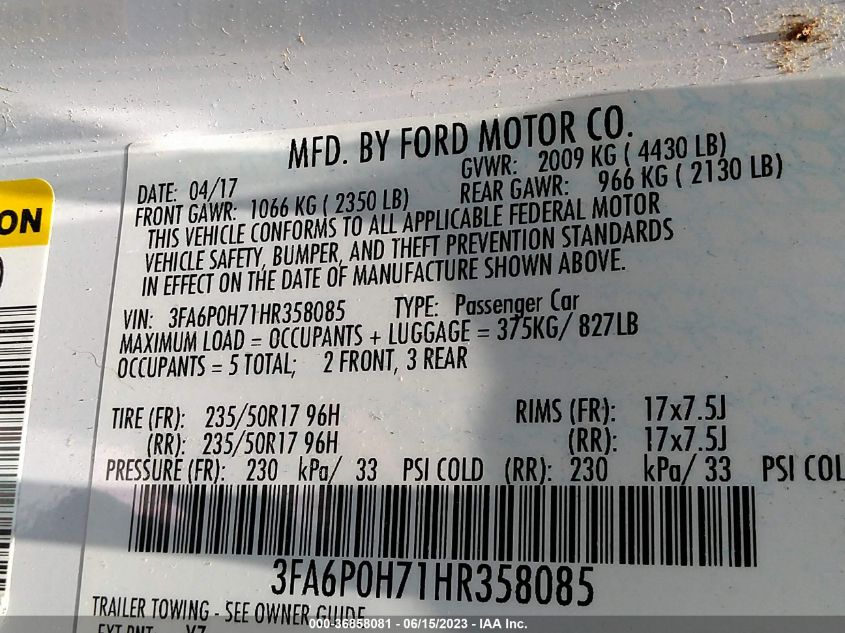 MFD. BY FORD MOTOR CO.
DATE: 04/17 GVWR: 2009 KG ( 4430 LB)
FRONT GAWR: 1066 KG ( 2350 LB) REAR GAWR: 966 KG ( 2130 LB)
THIS VEHICLE CONFORMS TO ALL APPLICABLE FEDERAL MOTOR
VEHICLE SAFETY, BUMPER, AND THEFT PREVENTION STANDARDS
IN EFFECT ON THE DATE OF MANUFACTURE SHOWN ABOVE.
VIN: 3FA6P0H71HR358085 TYPE: Passenger Car
MAXIMUM LOAD = OCCUPANTS + LUGGAGE = 375KG/ 827LB
OCCUPANTS = 5 TOTAL; 2 FRONT, 3 REAR
TIRE (FR): 235/50R17 96H RIMS (FR): 17x7.5J
(RR): 235/50R17 96H (RR): 17x7.5J
PRESSURE (FR): 230 kPa/ 33 PSI COLD (RR): 230 kPa/ 33 PSI COL
3FA6P0H71HR358085
TRAILER TOWING - SEE OWNER GUIDE
EXT PNT YZ
ON
000-36858081 - 06/15/2023 - IAA Inc.